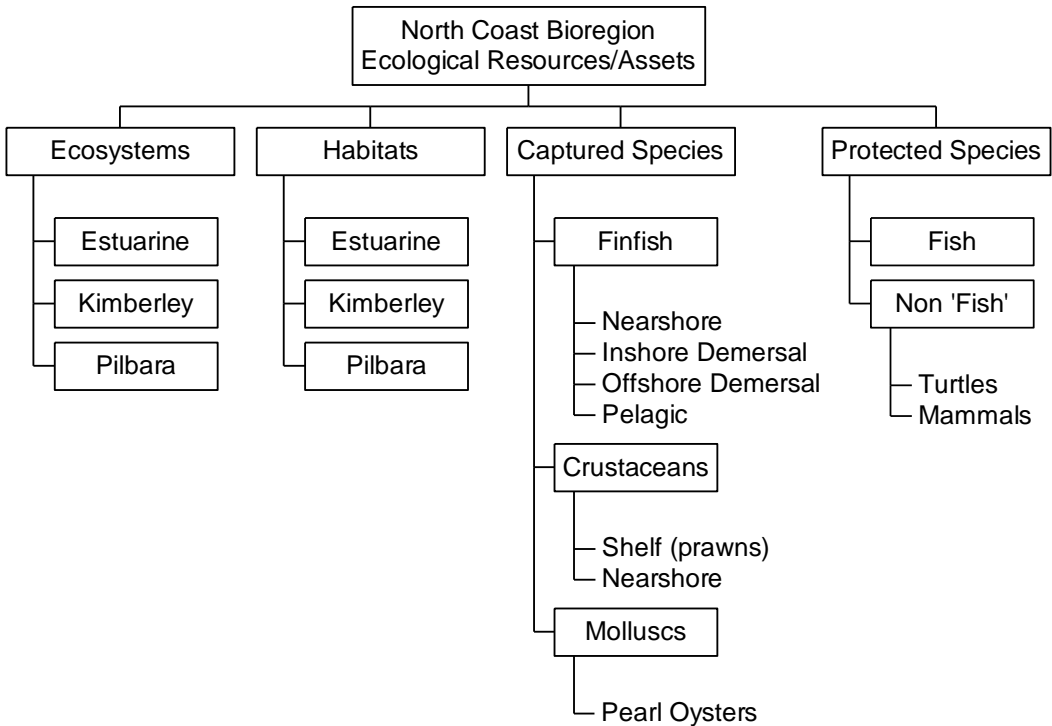 North Coast Bioregion
Ecological Resources/Assets
Ecosystems
Estuarine
Kimberley
Pilbara
Habitats
Estuarine
Kimberley
Pilbara
Captured Species
Finfish
Nearshore
Inshore Demersal
Offshore Demersal
Pelagic
Crustaceans
Shelf (prawns)
Nearshore
Molluscs
Pearl Oysters
Protected Species
Fish
Non 'Fish'
Turtles
Mammals